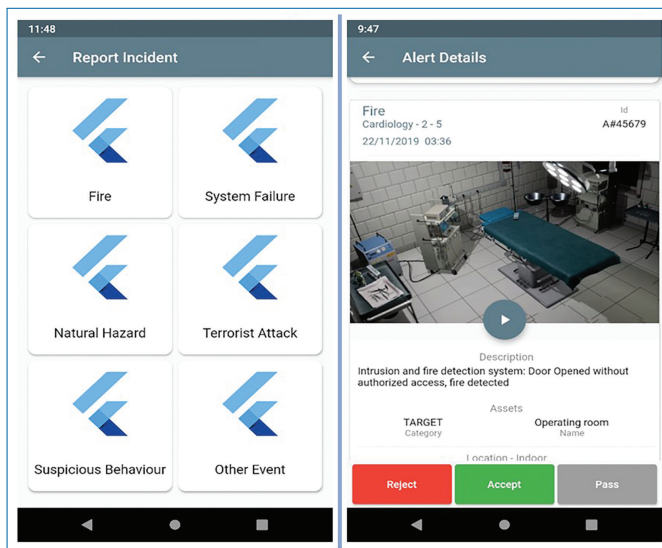 11:48
Report Incident
Fire
System Failure
Natural Hazard
Terrorist Attack
Suspicious Behaviour
Other Event
9:47
Alert Details
Fire
Id
Cardiology - 2 - 5
A#45679
22/11/2019 03:36
Description
Intrusion and fire detection system: Door Opened without
authorized access, fire detected
Assets
TARGET
Operating room
Category
Name
Location - Indoor
Reject
Accept
Pass